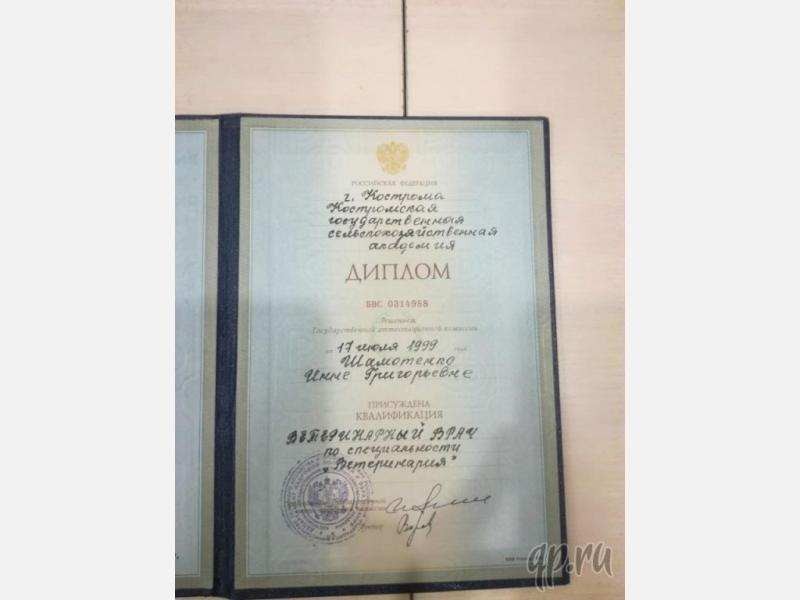 РОССИЙСКАЯ ФЕДЕРАЦИЯ
г. Кострома
Костромская
государственная
сельскохозяйственная
академия
ДИПЛОМ
БВС 0314988
Решением
Государственной аттестационной комиссии
от 17 июля 1999 года
Шамотенко
Инне Григорьевне
ПРИСУЖДЕНА
КВАЛИФИКАЦИЯ
ВЕТЕРИНАРНЫЙ ВРАЧ
по специальности
"Ветеринария"
qp.ru